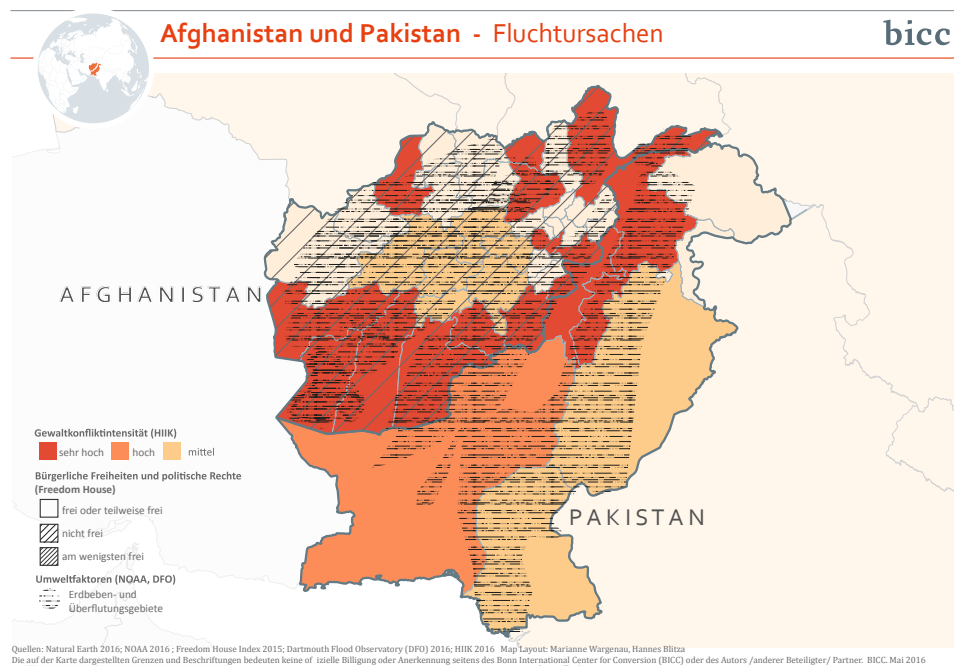 Afghanistan und Pakistan - Fluchtursachen
bicc
AFGHANISTAN
Gewaltkonfliktintensität (HIIK)
sehr hoch hoch mittel
Bürgerliche Freiheiten und politische Rechte
(Freedom House)
frei oder teilweise frei
nicht frei
am wenigsten frei
PAKISTAN
Umweltfaktoren (NOAA, DFO)
Erdbeben- und
Überflutungsgebiete
Quellen: Natural Earth 2016; NOAA 2016 ; Freedom House Index 2015; Dartmouth Flood Observatory (DFO) 2016; HIIK 2016 Map Layout: Marianne Wargenau, Hannes Blitza
Die auf der Karte dargestellten Grenzen und Beschriftungen bedeuten keine of izielle Billigung oder Anerkennung seitens des Bonn International Center for Conversion (BICC) oder des Autors /anderer Beteiligter/ Partner. BICC. Mai 2016